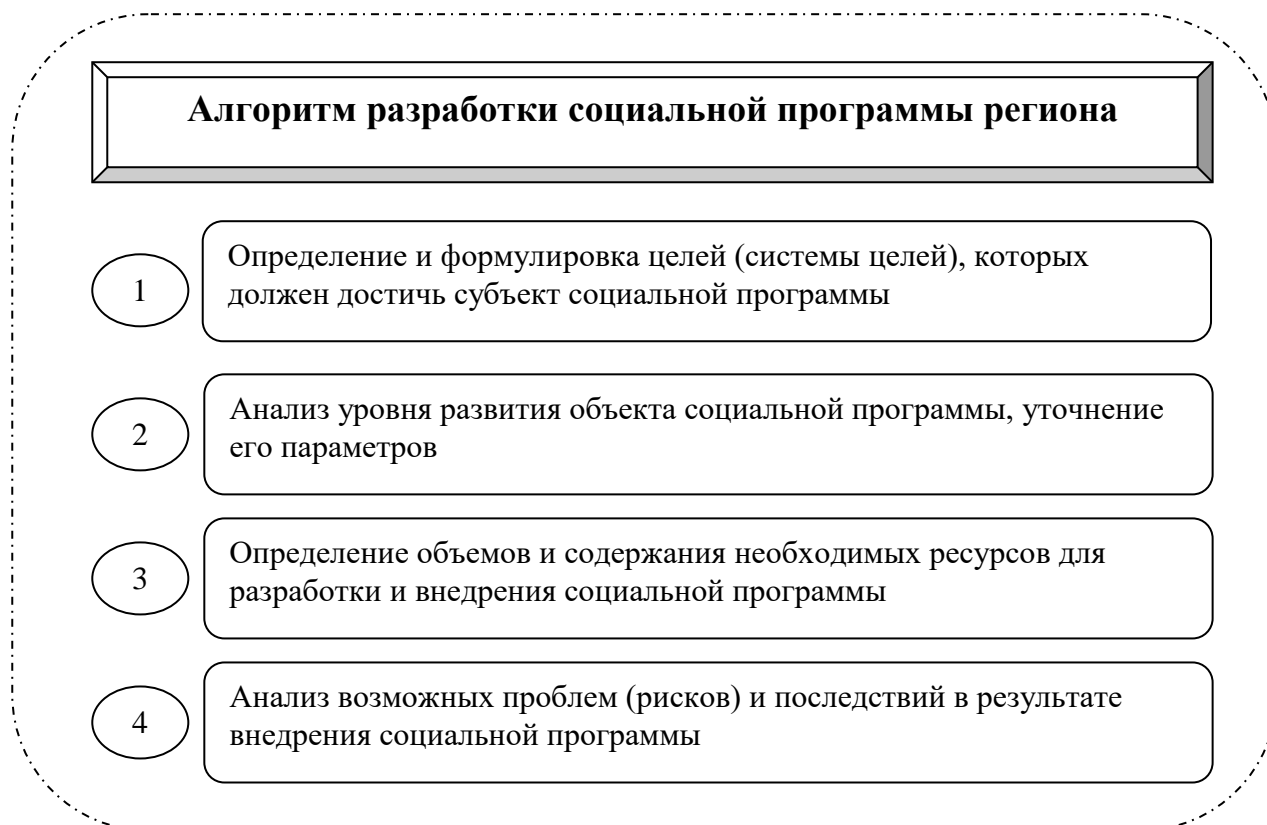 Алгоритм разработки социальной программы региона
1
Определение и формулировка целей (системы целей), которых
должен достичь субъект социальной программы
2
Анализ уровня развития объекта социальной программы, уточнение
его параметров
3
Определение объемов и содержания необходимых ресурсов для
разработки и внедрения социальной программы
4
Анализ возможных проблем (рисков) и последствий в результате
внедрения социальной программы